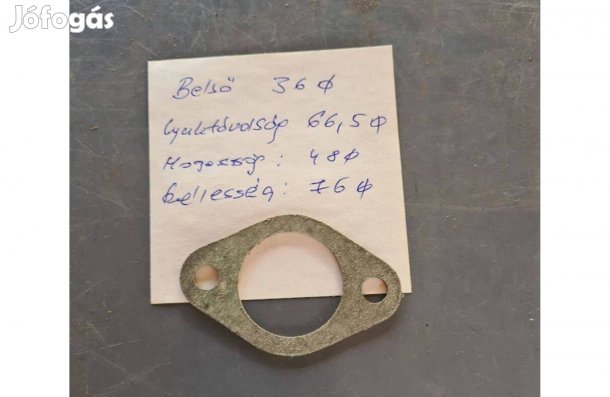 Jófogás
Belső 36 ϕ
Lyuktávolság 66,5 ϕ
Magasság: 48 ϕ
Szélesség: 76 ϕ